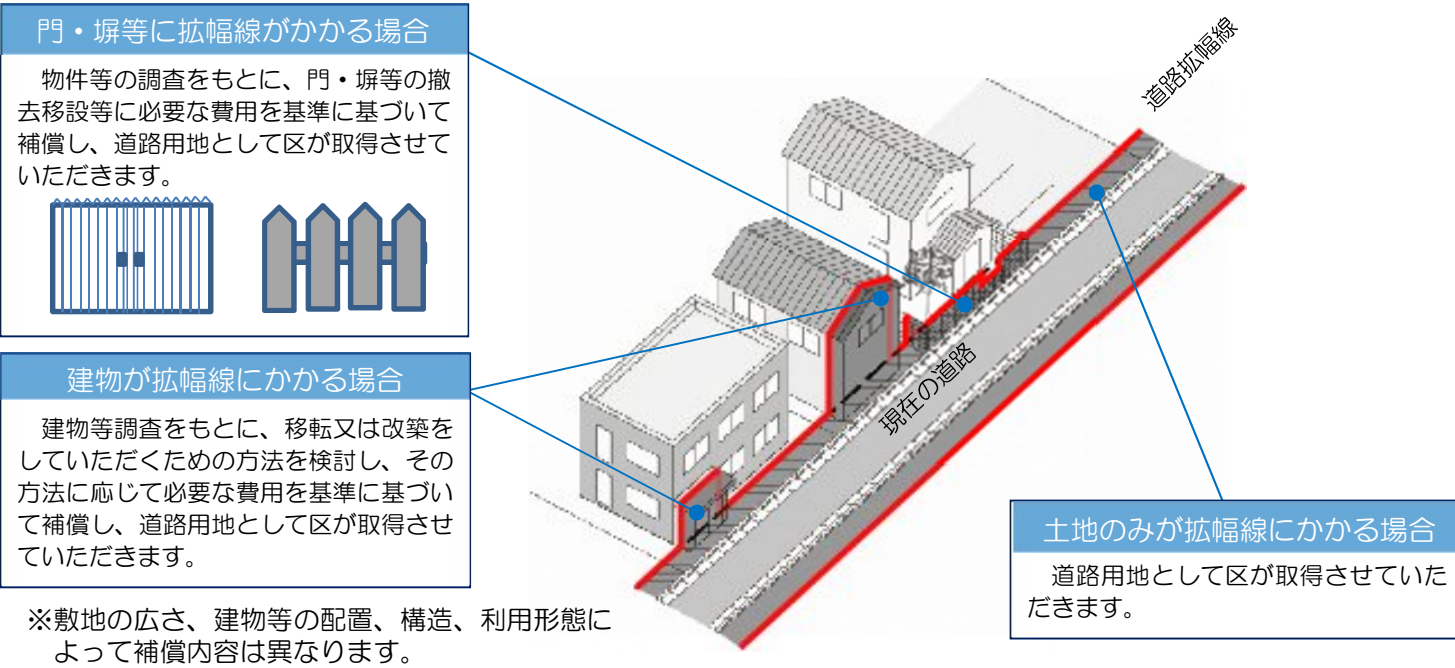 門・塀等に拡幅線がかかる場合
物件等の調査をもとに、門・塀等の撤
去移設等に必要な費用を基準に基づいて
補償し、道路用地として区が取得させて
いただきます。
建物が拡幅線にかかる場合
建物等調査をもとに、移転又は改築を
していただくための方法を検討し、その
方法に応じて必要な費用を基準に基づい
て補償し、道路用地として区が取得させ
ていただきます。
※敷地の広さ、建物等の配置、構造、利用形態に
よって補償内容は異なります。
道路拡幅線
現在の道路
土地のみが拡幅線にかかる場合
道路用地として区が取得させていた
だきます。